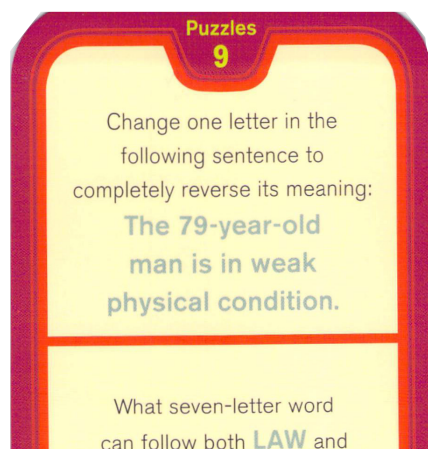 Puzzles
9
Change one letter in the
following sentence to
completely reverse its meaning:
The 79-year-old
man is in weak
physical condition.
What seven-letter word
can follow both LAW and